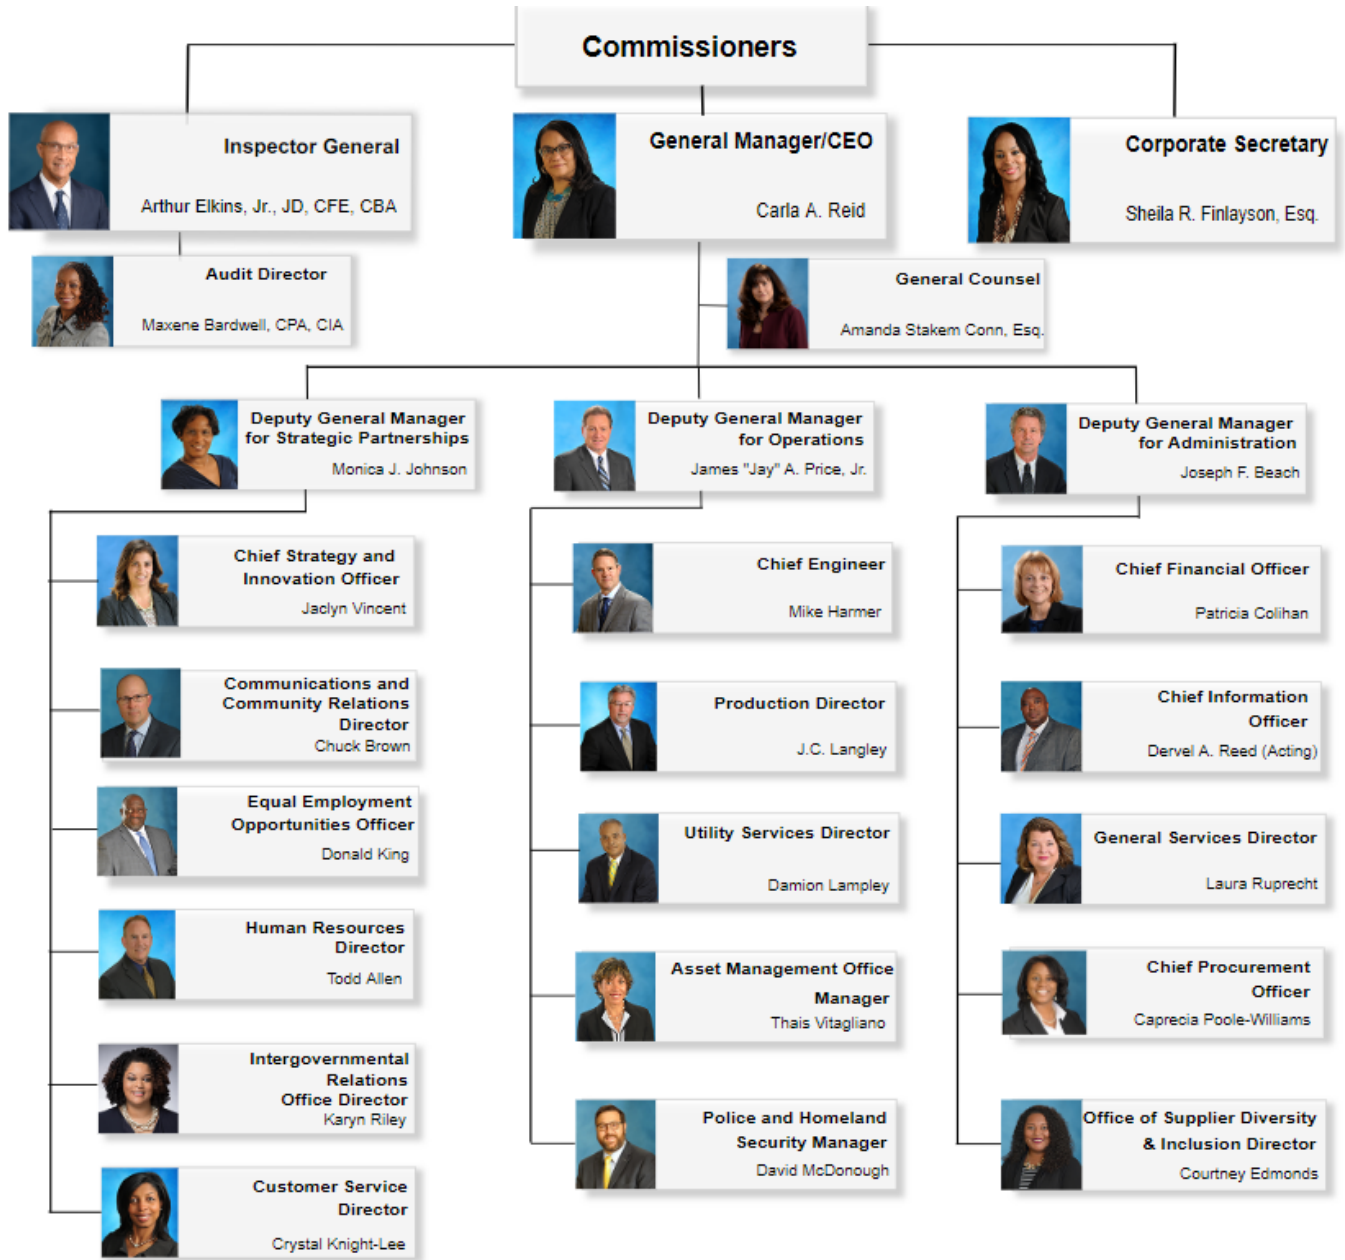 Commissioners
Inspector General
Arthur Elkins, Jr., JD, CFE, CBA
General Manager/CEO
Carla A. Reid
Corporate Secretary
Sheila R. Finlayson, Esq.
Audit Director
Maxene Bardwell, CPA, CIA
General Counsel
Amanda Stakem Conn, Esq.
Deputy General Manager
for Strategic Partnerships
Monica J. Johnson
Deputy General Manager
for Operations
James "Jay" A. Price, Jr.
Deputy General Manager
for Administration
Joseph F. Beach
Chief Strategy and
Innovation Officer
Jaclyn Vincent
Communications and
Community Relations
Director
Chuck Brown
Equal Employment
Opportunities Officer
Donald King
Human Resources
Director
Todd Allen
Intergovernmental
Relations
Office Director
Karyn Riley
Customer Service
Director
Crystal Knight-Lee
Chief Engineer
Mike Harmer
Production Director
J.C. Langley
Utility Services Director
Damion Lampley
Asset Management Office
Manager
Thais Vitagliano
Police and Homeland
Security Manager
David McDonough
Chief Financial Officer
Patricia Colihan
Chief Information
Officer
Dervel A. Reed (Acting)
General Services Director
Laura Ruprecht
Chief Procurement
Officer
Caprecia Poole-Williams
Office of Supplier Diversity
& Inclusion Director
Courtney Edmonds